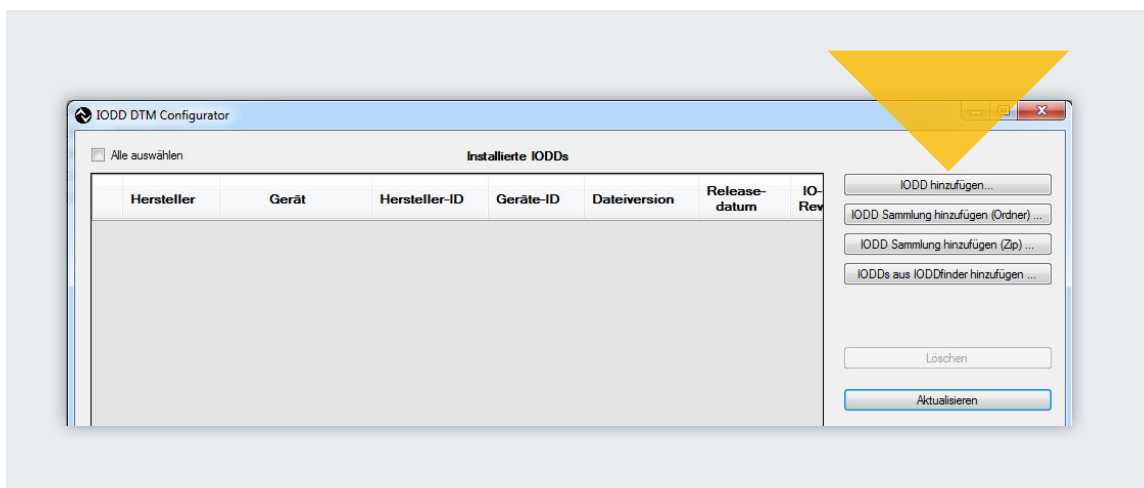 IODD DTM Configurator
Alle auswählen
Installierte IODDs
Hersteller Gerät Hersteller-ID Geräte-ID Dateiversion Release-
datum IO-
Rev
IODD hinzufügen...
IODD Sammlung hinzufügen (Ordner) ...
IODD Sammlung hinzufügen (Zip) ...
IODDs aus IODDfinder hinzufügen ...
Löschen
Aktualisieren